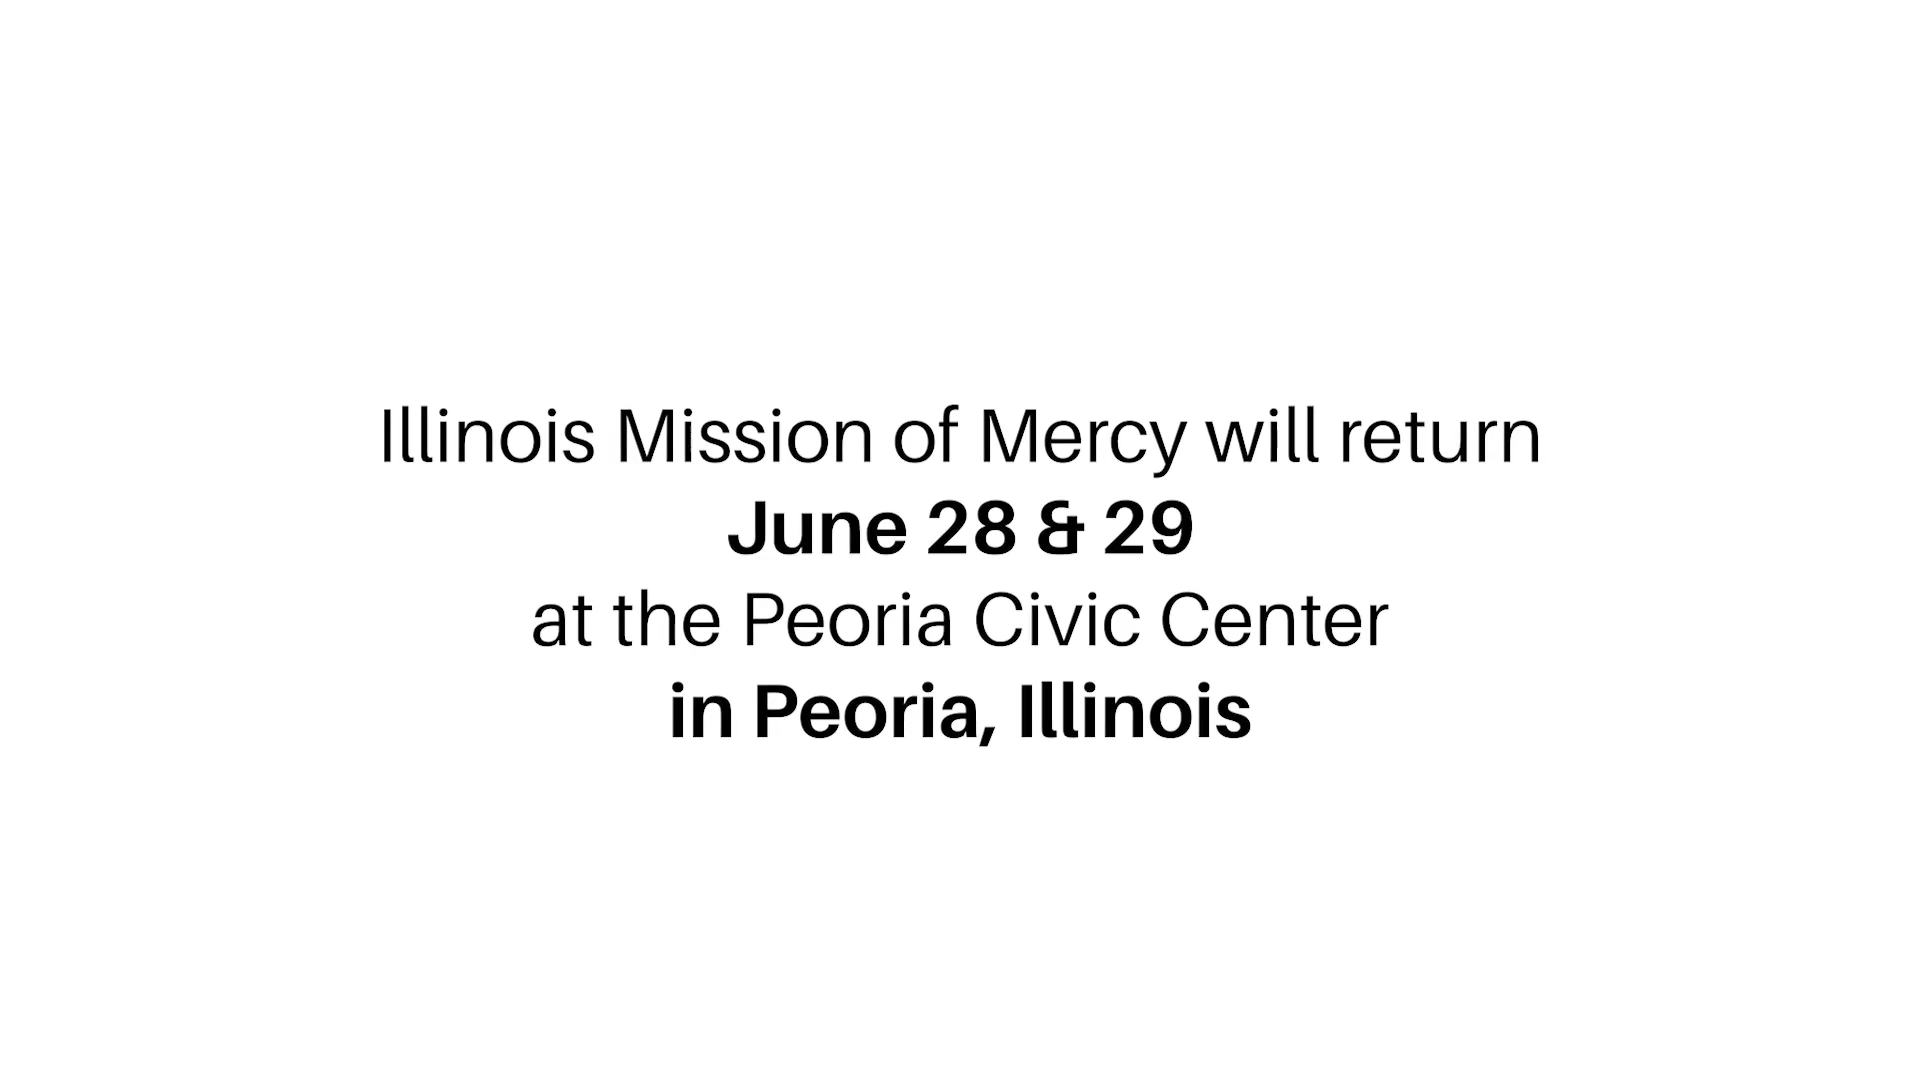 Illinois Mission of Mercy will return
June 28 & 29
at the Peoria Civic Center
in Peoria, Illinois